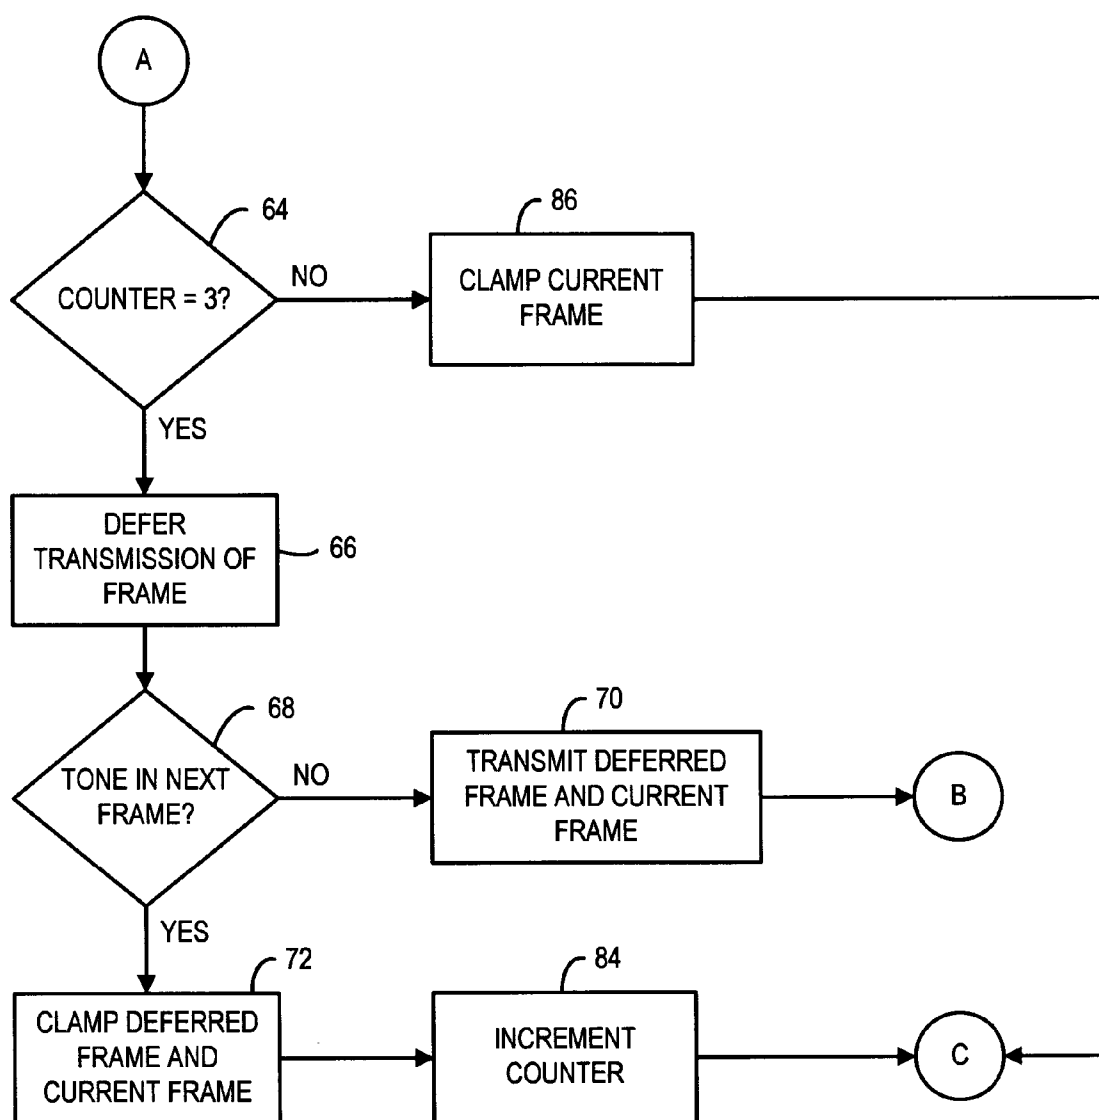 A
64
COUNTER = 3?
NO
86
CLAMP CURRENT
FRAME
YES
DEFER
TRANSMISSION OF
FRAME
66
68
TONE IN NEXT
FRAME?
NO
70
TRANSMIT DEFERRED
FRAME AND CURRENT
FRAME
B
YES
72
CLAMP DEFERRED
FRAME AND
CURRENT FRAME
84
INCREMENT
COUNTER
C